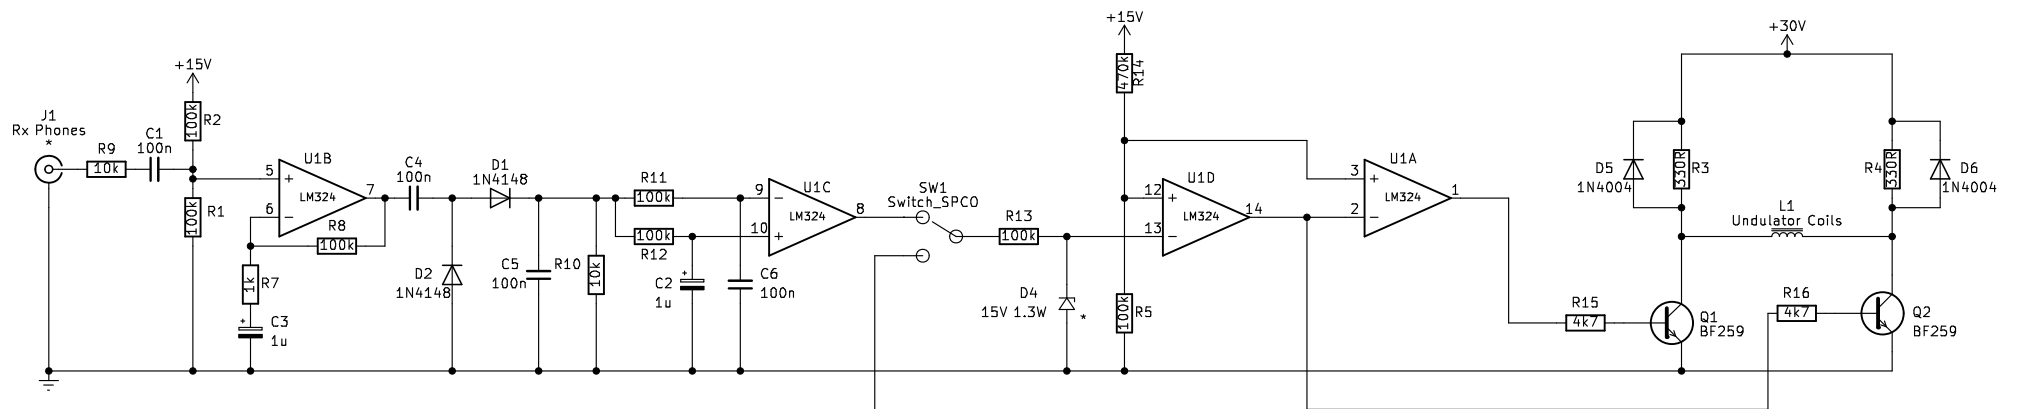 +15V
J1
Rx Phones
*
R9
10k
C1
100n
100k
R2
100k
R1
5
+
6
−
U1B
LM324
7
R8
100k
1k
R7
+
C3
1u
C4
100n
D1
1N4148
D2
1N4148
C5
100n
R10
10k
R11
100k
100k
R12
+
C2
1u
C6
100n
9
−
10
+
U1C
LM324
8
SW1
Switch_SPCO
R13
100k
D4
15V 1.3W
*
+15V
470k
R14
100k
R5
12
+
13
−
U1D
LM324
14
3
+
2
−
U1A
LM324
1
R15
4k7
Q1
BF259
+30V
D5
1N4004
330R
R3
L1
Undulator Coils
R4
330R
D6
1N4004
R16
4k7
Q2
BF259